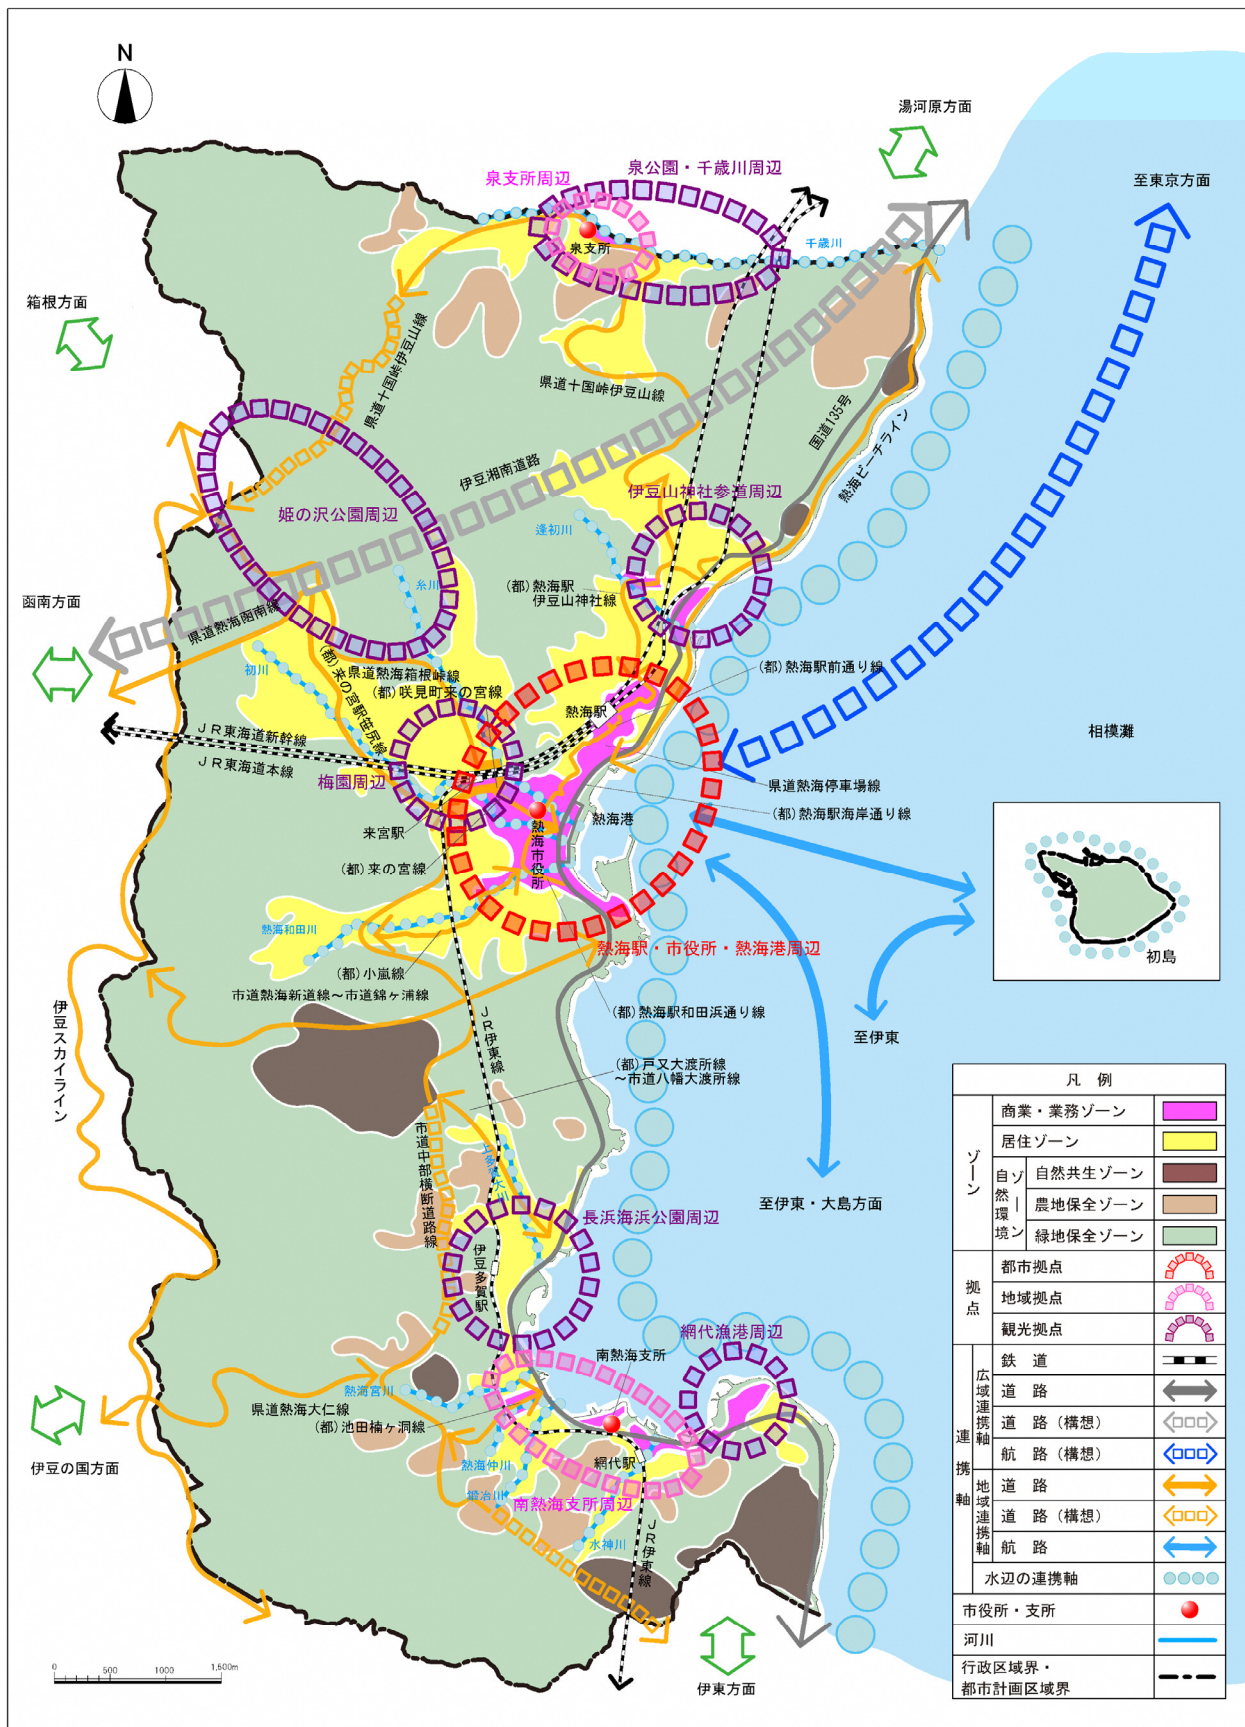 N
湯河原方面
泉公園・千歳川周辺
泉支所周辺
至東京方面
泉支所
千歳川
箱根方面
県道十国峠伊豆山線
県道十国峠伊豆山線
国道135号
熱海ビーチライン
伊豆湘南道路
伊豆山神社参道周辺
姫の沢公園周辺
逢初川
糸川
(都)熱海駅
伊豆山神社線
函南方面
県道熱海函南線
初川
(都)来の宮駅笹尻線
県道熱海箱根峠線
(都)咲見町来の宮線
(都)熱海駅前通り線
熱海駅
相模灘
JR東海道新幹線
JR東海道本線
梅園周辺
県道熱海停車場線
(都)熱海駅海岸通り線
熱海港
来宮駅
熱海市役所
(都)来の宮線
熱海和田川
熱海駅・市役所・熱海港周辺
初島
(都)小嵐線
市道熱海新道線～市道錦ヶ浦線
(都)熱海駅和田浜通り線
伊豆スカイライン
JR伊東線
至伊東
(都)戸又大渡所線
～市道八幡大渡所線
市道中部横断道路線
至伊東・大島方面
長浜海浜公園周辺
伊豆多賀駅
網代漁港周辺
南熱海支所
熱海宮川
県道熱海大仁線
(都)池田楠ヶ洞線
伊豆の国方面
熱海仲川
網代駅
鍛冶川
南熱海支所周辺
水神川
JR伊東線
伊東方面
0 500 1000 1,500m
凡 例
ゾーン
商業・業務ゾーン
居住ゾーン
自然環境ゾーン
自然共生ゾーン
農地保全ゾーン
緑地保全ゾーン
拠点
都市拠点
地域拠点
観光拠点
連携軸
広域連携軸
鉄 道
道 路
道 路(構想)
航 路(構想)
地域連携軸
道 路
道 路(構想)
航 路
水辺の連携軸
市役所・支所
河川
行政区域界・
都市計画区域界